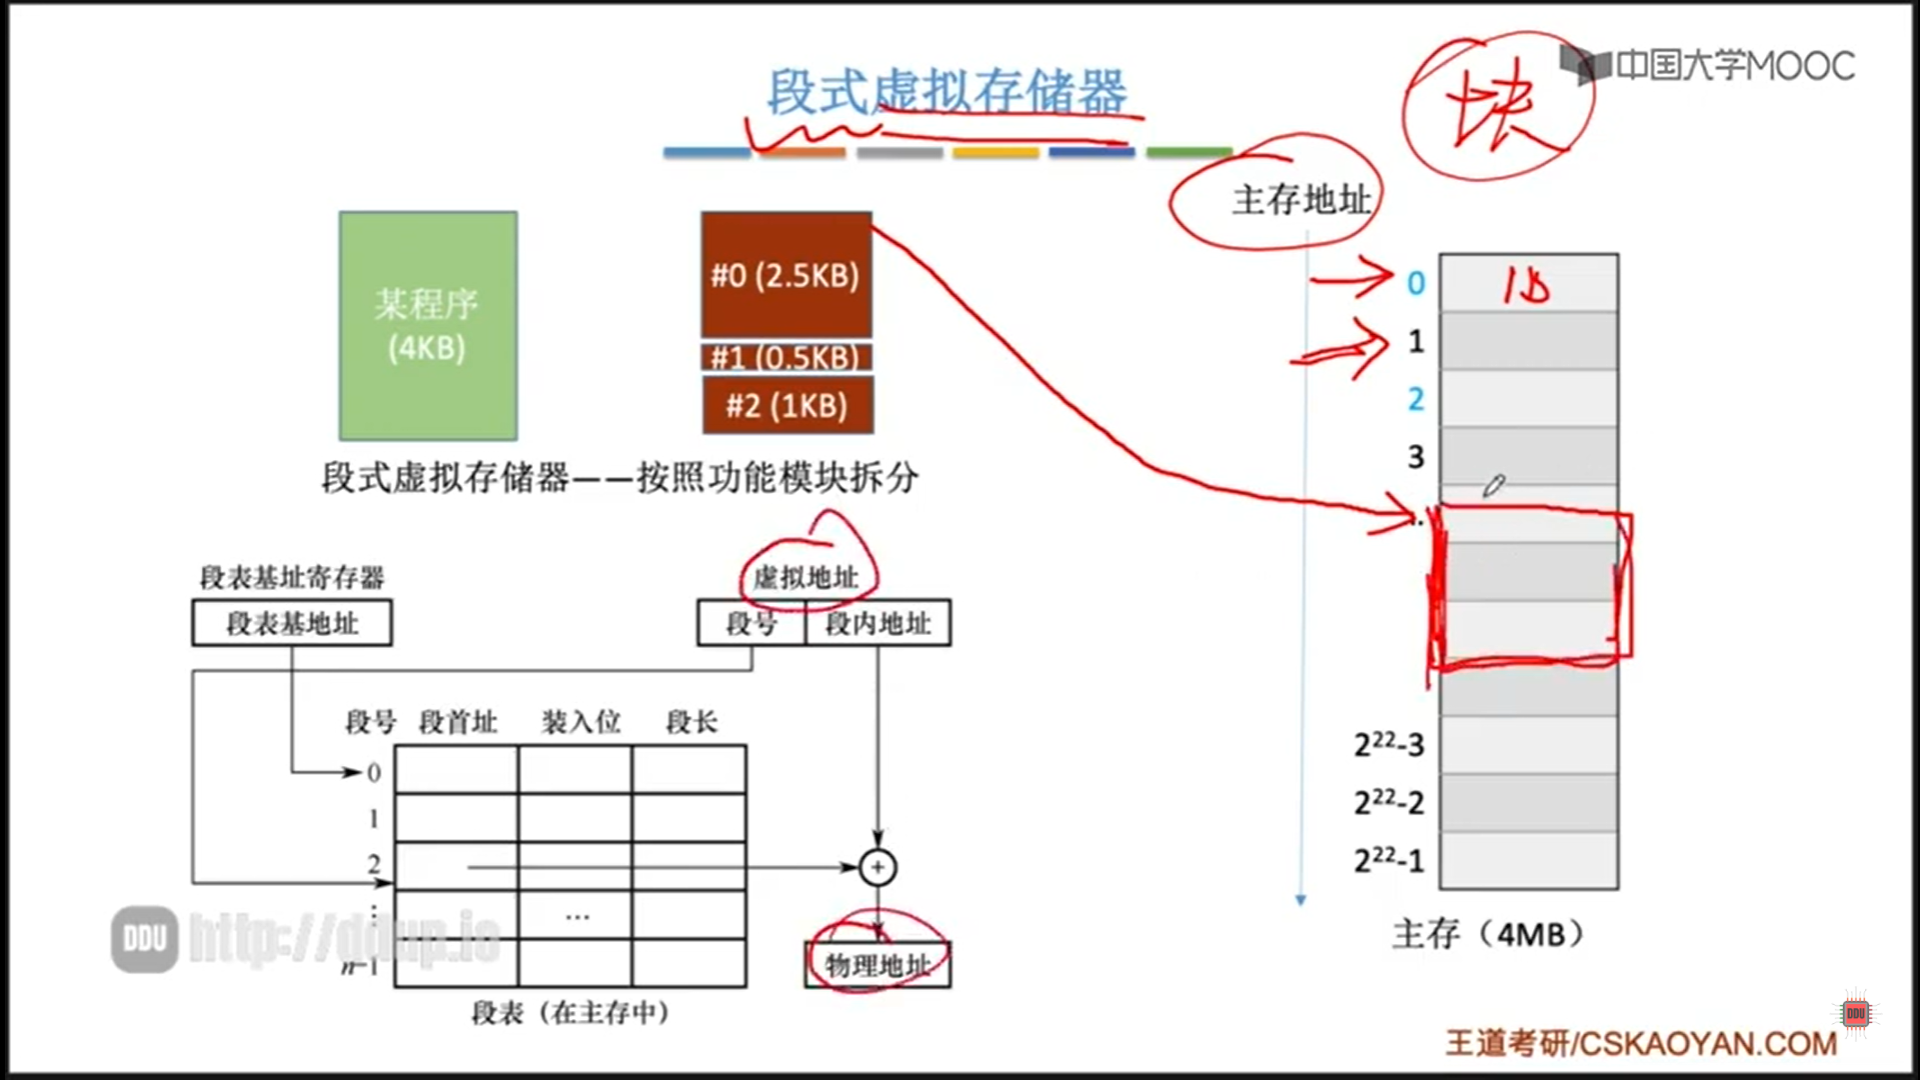 段式虚拟存储器
块
中国大学MOOC
主存地址
某程序
(4KB)
#0 (2.5KB)
#1 (0.5KB)
#2 (1KB)
段式虚拟存储器——按照功能模块拆分
0
1B
1
2
3
2²²-3
2²²-2
2²²-1
主存（4MB）
段表基址寄存器
段表基地址
虚拟地址
段号 段内地址
段号 段首址 装入位 段长
0
1
2
⋮
...
n-1
+
物理地址
段表（在主存中）
DDU http://ddup.io
DDU
王道考研/CSKAOYAN.COM